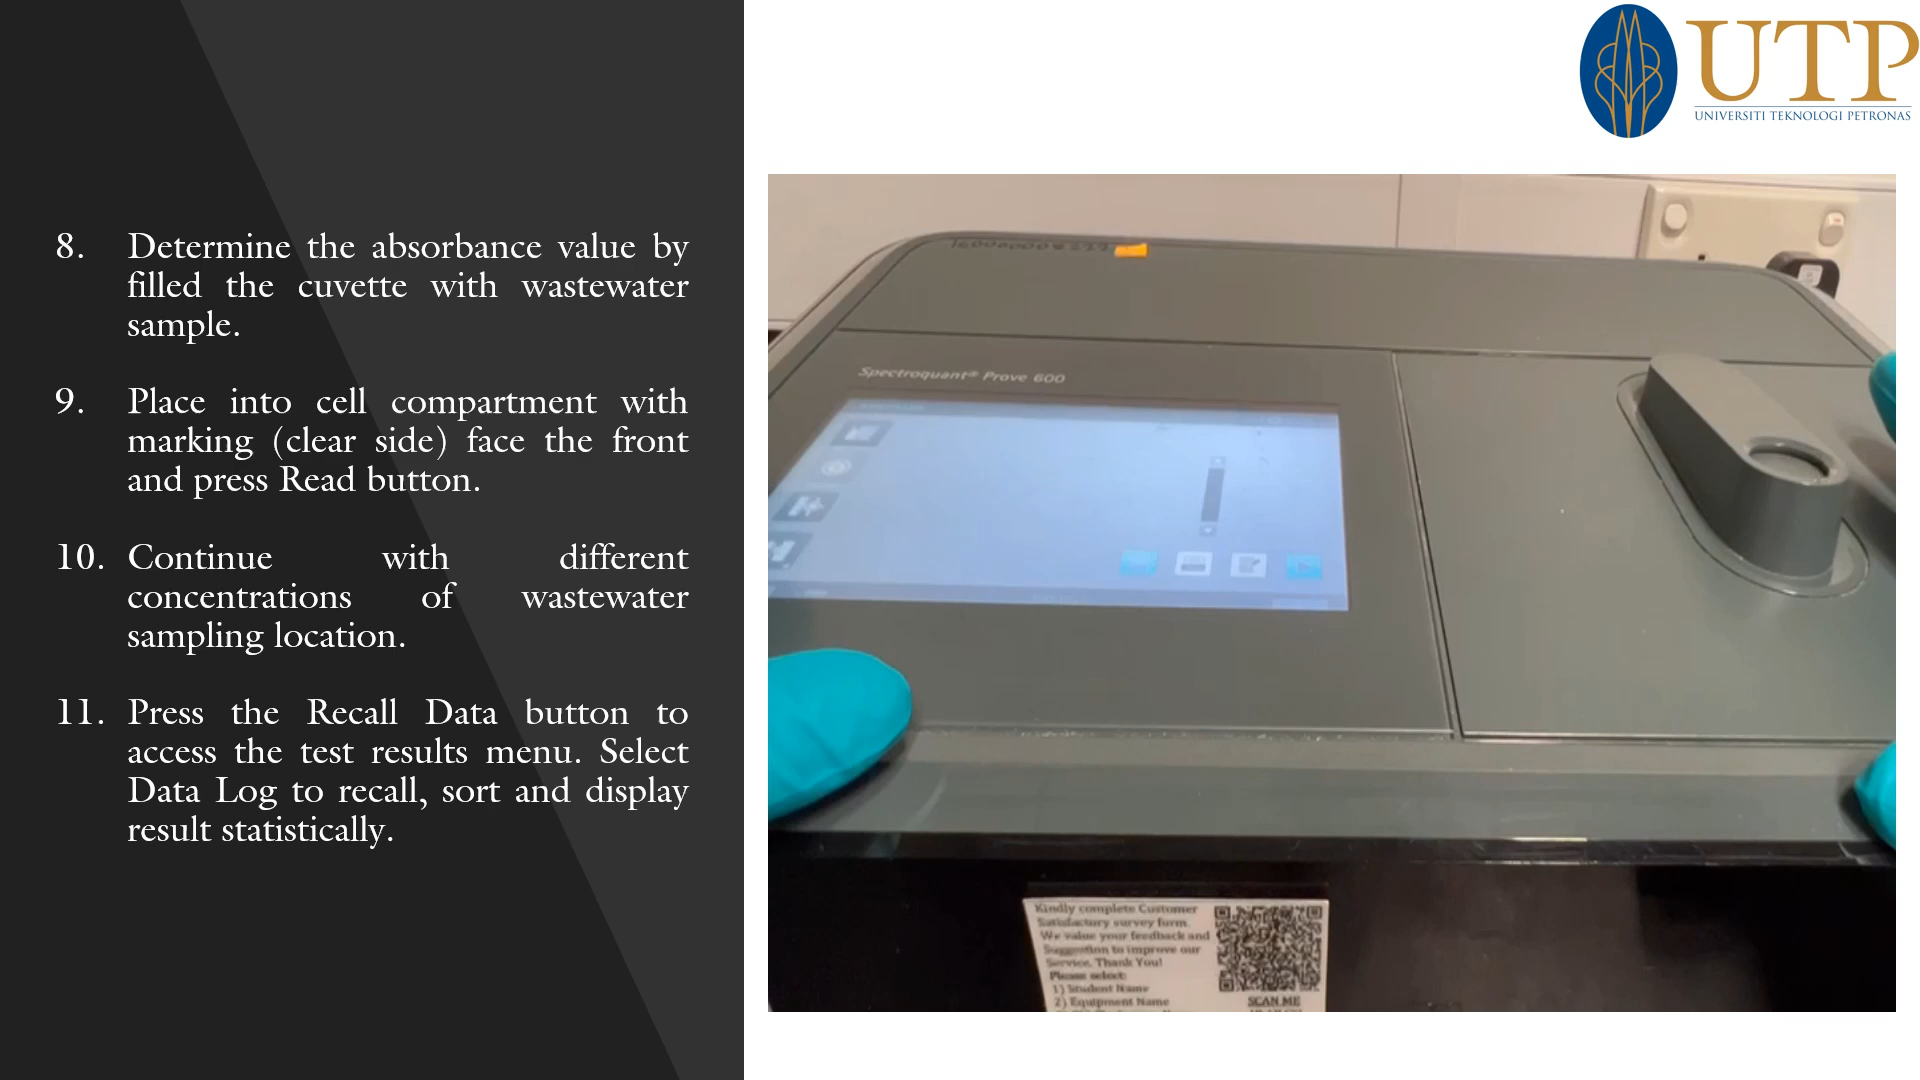 8. Determine the absorbance value by
filled the cuvette with wastewater
sample.
9. Place into cell compartment with
marking (clear side) face the front
and press Read button.
10. Continue with different
concentrations of wastewater
sampling location.
11. Press the Recall Data button to
access the test results menu. Select
Data Log to recall, sort and display
result statistically.
UTP
UNIVERSITI TEKNOLOGI PETRONAS
Spectroquant® Prove 600
Kindly complete Customer
Satisfactory survey form.
We value your feedback and
Suggestion to improve our
Service. Thank You!
Please select:
1) Student Name
2) Equipment Name
SCAN ME